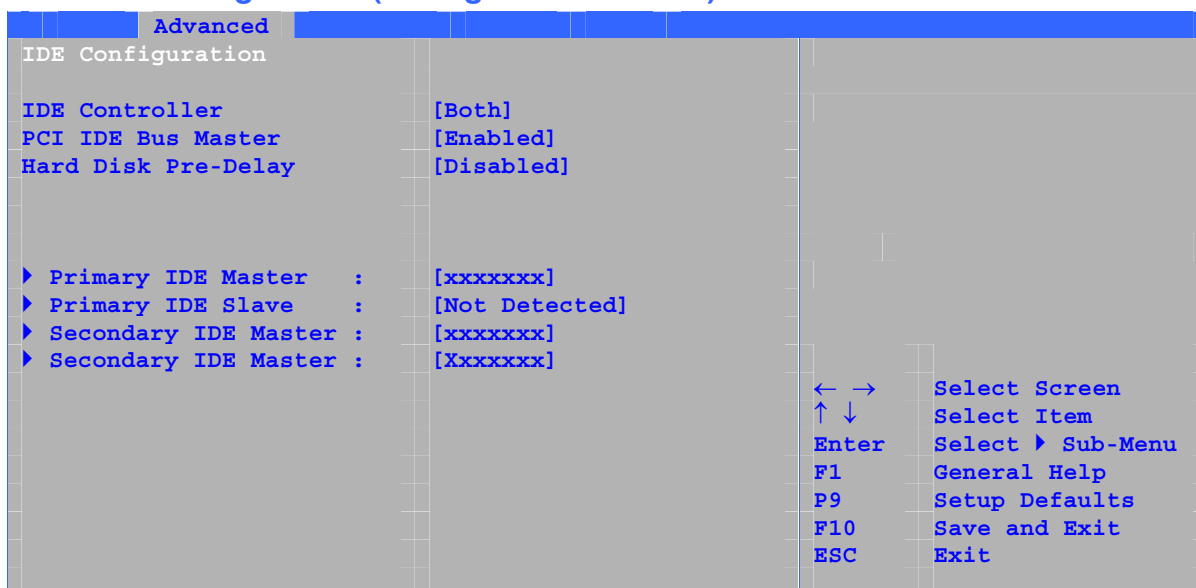 Advanced
IDE Configuration
IDE Controller [Both]
PCI IDE Bus Master [Enabled]
Hard Disk Pre-Delay [Disabled]
Primary IDE Master : [xxxxxxx]
Primary IDE Slave : [Not Detected]
Secondary IDE Master : [xxxxxxx]
Secondary IDE Master : [Xxxxxxx]
← → Select Screen
↑ ↓ Select Item
Enter Select ▶ Sub-Menu
F1 General Help
P9 Setup Defaults
F10 Save and Exit
ESC Exit